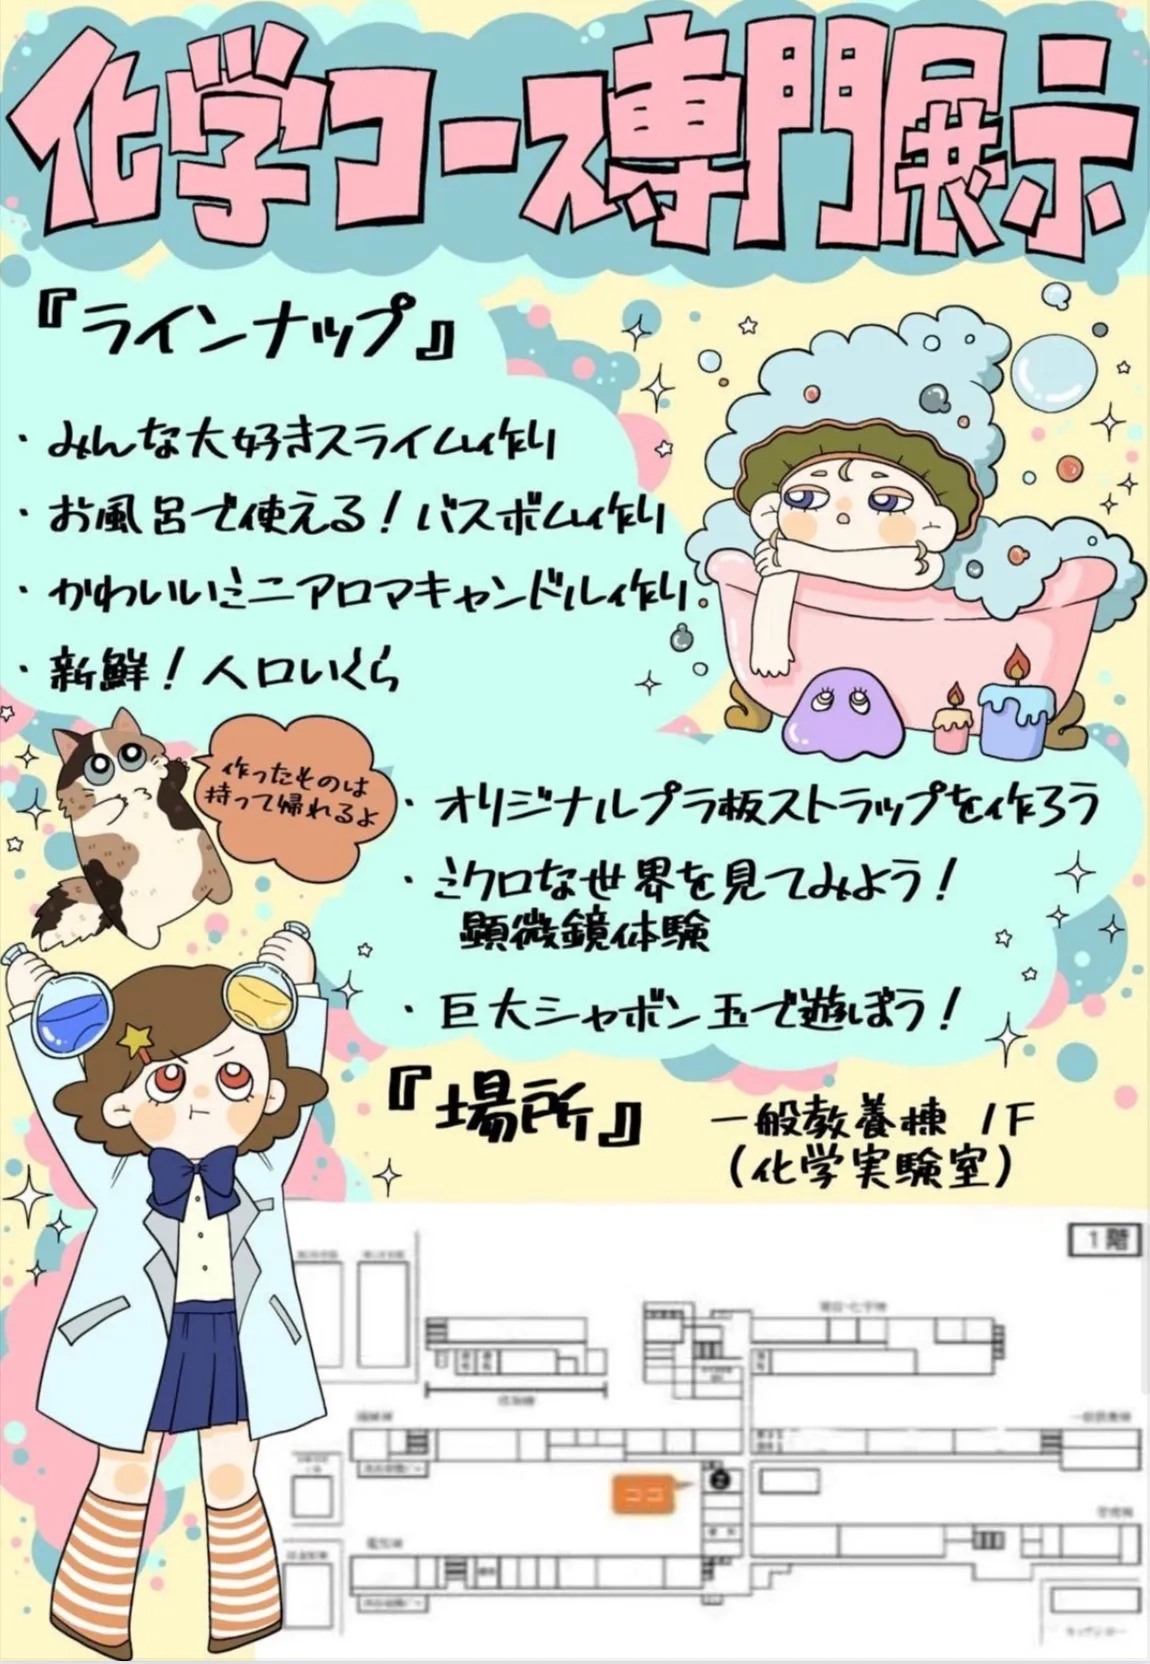 化学コース専門展示
『ラインナップ』
・みんな大好きスライム作り
・お風呂で使える！バスボム作り
・かわいいミニアロマキャンドル作り
・新鮮！人口いくら
作ったものは
持って帰れるよ
・オリジナルプラ板ストラップを作ろう
・ミクロな世界を見てみよう！
顕微鏡体験
・巨大シャボン玉で遊ぼう！
『場所』
一般教養棟 1F
(化学実験室)
1階
ココ